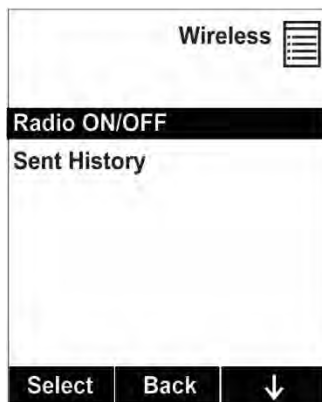 Wireless
Radio ON/OFF
Sent History
Select Back ↓